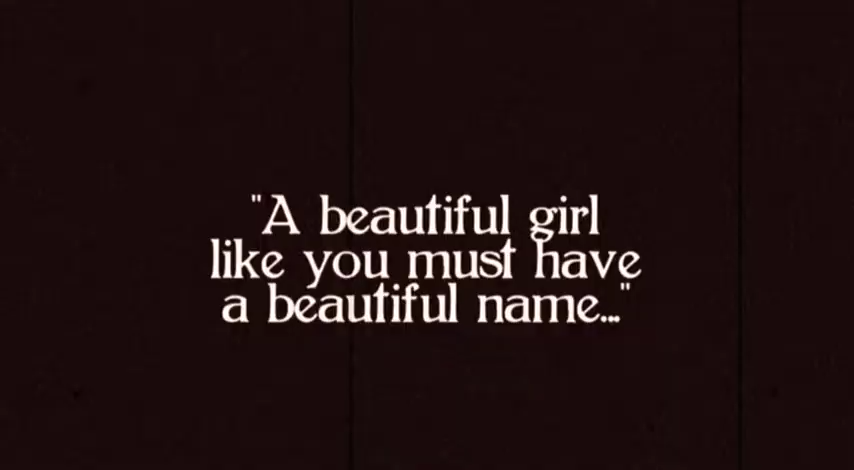 "A beautiful girl
like you must have
a beautiful name..."